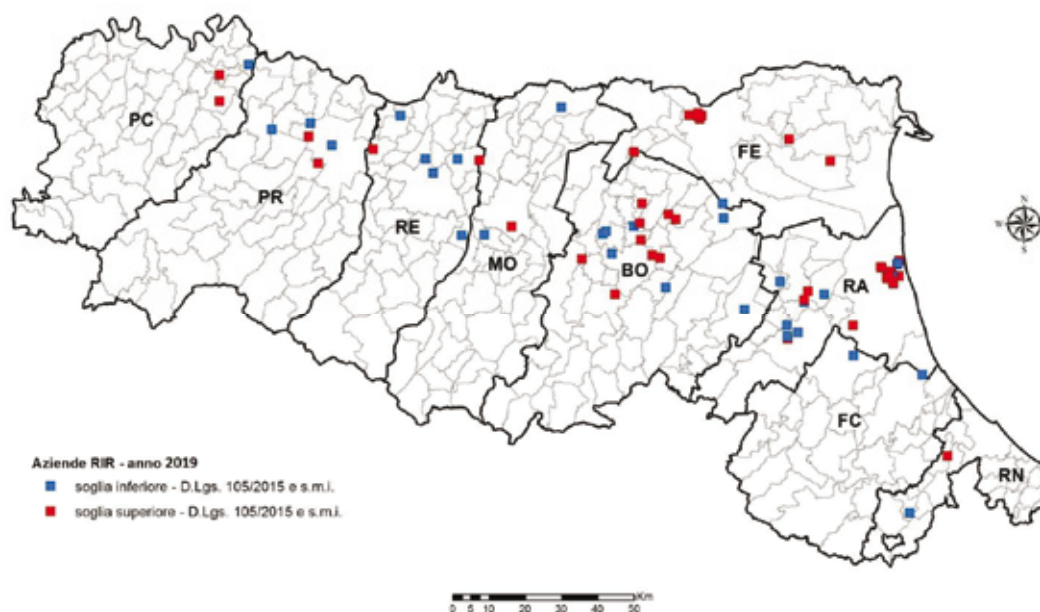 PC
PR
RE
MO
BO
FE
RA
FC
RN
N
W E
S
Aziende RIR - anno 2019
soglia inferiore - D.Lgs. 105/2015 e s.m.i.
soglia superiore - D.Lgs. 105/2015 e s.m.i.
0 5 10 20 30 40 50 Km